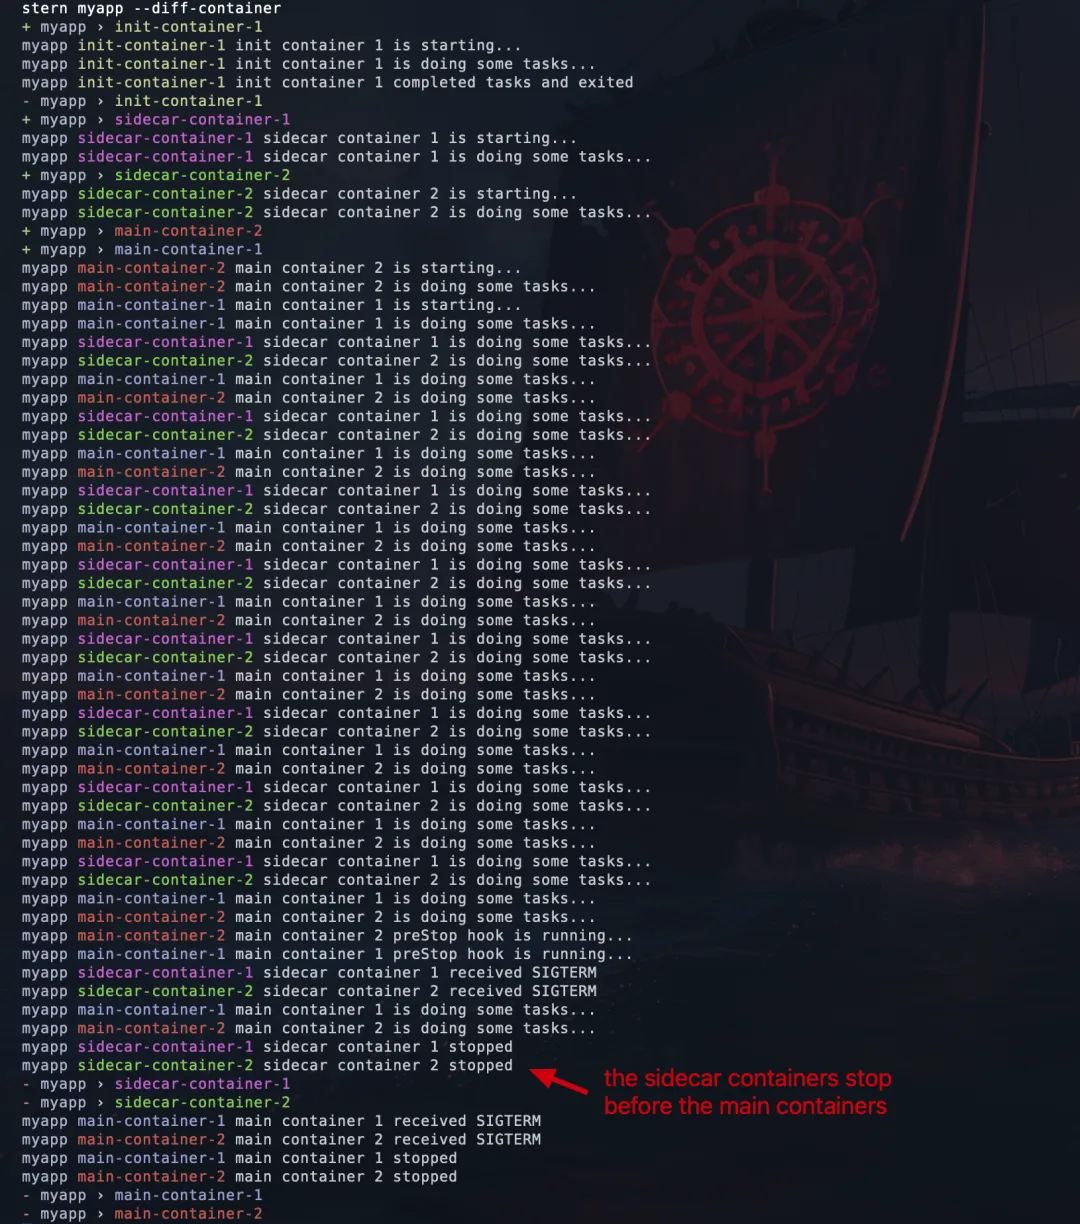 stern myapp --diff-container
+ myapp › init-container-1
myapp init-container-1 init container 1 is starting...
myapp init-container-1 init container 1 is doing some tasks...
myapp init-container-1 init container 1 completed tasks and exited
- myapp › init-container-1
+ myapp › sidecar-container-1
myapp sidecar-container-1 sidecar container 1 is starting...
myapp sidecar-container-1 sidecar container 1 is doing some tasks...
+ myapp › sidecar-container-2
myapp sidecar-container-2 sidecar container 2 is starting...
myapp sidecar-container-2 sidecar container 2 is doing some tasks...
+ myapp › main-container-2
+ myapp › main-container-1
myapp main-container-2 main container 2 is starting...
myapp main-container-2 main container 2 is doing some tasks...
myapp main-container-1 main container 1 is starting...
myapp main-container-1 main container 1 is doing some tasks...
myapp sidecar-container-1 sidecar container 1 is doing some tasks...
myapp sidecar-container-2 sidecar container 2 is doing some tasks...
myapp main-container-1 main container 1 is doing some tasks...
myapp main-container-2 main container 2 is doing some tasks...
myapp sidecar-container-1 sidecar container 1 is doing some tasks...
myapp sidecar-container-2 sidecar container 2 is doing some tasks...
myapp main-container-1 main container 1 is doing some tasks...
myapp main-container-2 main container 2 is doing some tasks...
myapp sidecar-container-1 sidecar container 1 is doing some tasks...
myapp sidecar-container-2 sidecar container 2 is doing some tasks...
myapp main-container-1 main container 1 is doing some tasks...
myapp main-container-2 main container 2 is doing some tasks...
myapp sidecar-container-1 sidecar container 1 is doing some tasks...
myapp sidecar-container-2 sidecar container 2 is doing some tasks...
myapp main-container-1 main container 1 is doing some tasks...
myapp main-container-2 main container 2 is doing some tasks...
myapp sidecar-container-1 sidecar container 1 is doing some tasks...
myapp sidecar-container-2 sidecar container 2 is doing some tasks...
myapp main-container-1 main container 1 is doing some tasks...
myapp main-container-2 main container 2 is doing some tasks...
myapp sidecar-container-1 sidecar container 1 is doing some tasks...
myapp sidecar-container-2 sidecar container 2 is doing some tasks...
myapp main-container-1 main container 1 is doing some tasks...
myapp main-container-2 main container 2 is doing some tasks...
myapp sidecar-container-1 sidecar container 1 is doing some tasks...
myapp sidecar-container-2 sidecar container 2 is doing some tasks...
myapp main-container-1 main container 1 is doing some tasks...
myapp main-container-2 main container 2 is doing some tasks...
myapp sidecar-container-1 sidecar container 1 is doing some tasks...
myapp sidecar-container-2 sidecar container 2 is doing some tasks...
myapp main-container-1 main container 1 is doing some tasks...
myapp main-container-2 main container 2 is doing some tasks...
myapp main-container-2 main container 2 preStop hook is running...
myapp main-container-1 main container 1 preStop hook is running...
myapp sidecar-container-1 sidecar container 1 received SIGTERM
myapp sidecar-container-2 sidecar container 2 received SIGTERM
myapp main-container-1 main container 1 is doing some tasks...
myapp main-container-2 main container 2 is doing some tasks...
myapp sidecar-container-1 sidecar container 1 stopped
myapp sidecar-container-2 sidecar container 2 stopped
the sidecar containers stop
before the main containers
- myapp › sidecar-container-1
- myapp › sidecar-container-2
myapp main-container-1 main container 1 received SIGTERM
myapp main-container-2 main container 2 received SIGTERM
myapp main-container-1 main container 1 stopped
myapp main-container-2 main container 2 stopped
- myapp › main-container-1
- myapp › main-container-2